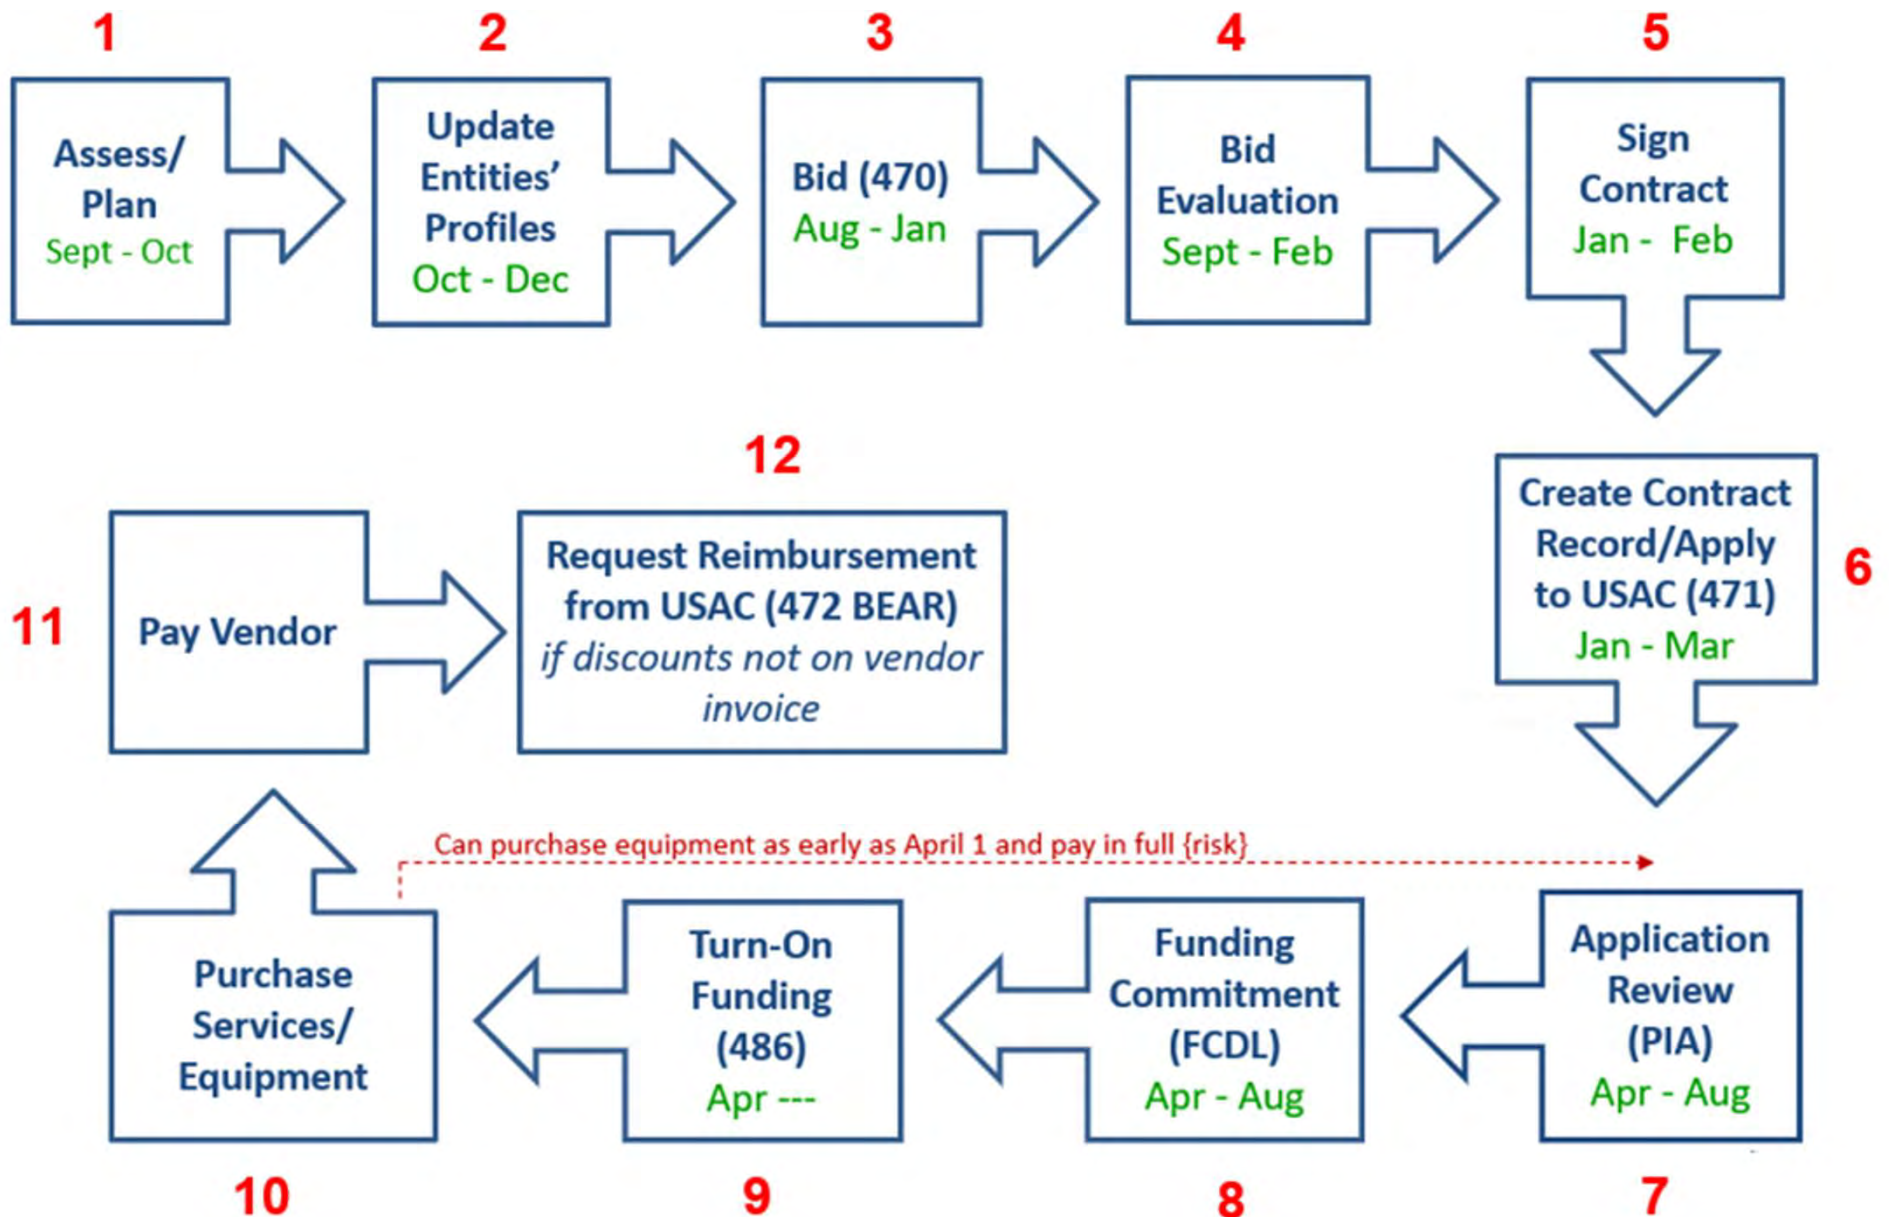 1
Assess/
Plan
Sept - Oct
2
Update
Entities’
Profiles
Oct - Dec
3
Bid (470)
Aug - Jan
4
Bid
Evaluation
Sept - Feb
5
Sign
Contract
Jan -  Feb
6
Create Contract
Record/Apply
to USAC (471)
Jan - Mar
7
Application
Review
(PIA)
Apr - Aug
8
Funding
Commitment
(FCDL)
Apr - Aug
9
Turn-On
Funding
(486)
Apr ---
10
Purchase
Services/
Equipment
Can purchase equipment as early as April 1 and pay in full {risk}
11
Pay Vendor
12
Request Reimbursement
from USAC (472 BEAR)
if discounts not on vendor
invoice